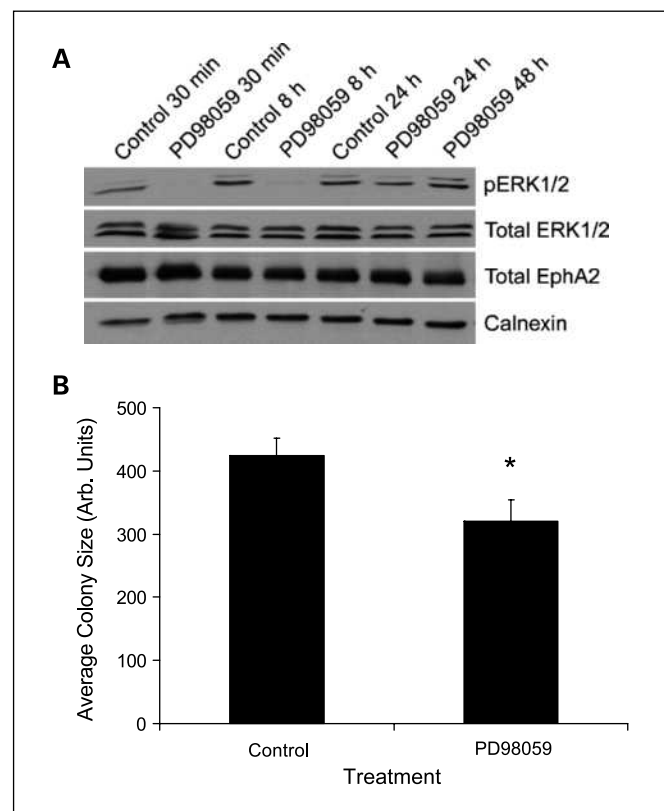 A
Control 30 min
PD98059 30 min
Control 8 h
PD98059 8 h
Control 24 h
PD98059 24 h
PD98059 48 h
pERK1/2
Total ERK1/2
Total EphA2
Calnexin
B
Average Colony Size (Arb. Units)
500
400
300
200
100
0
*
Control
PD98059
Treatment